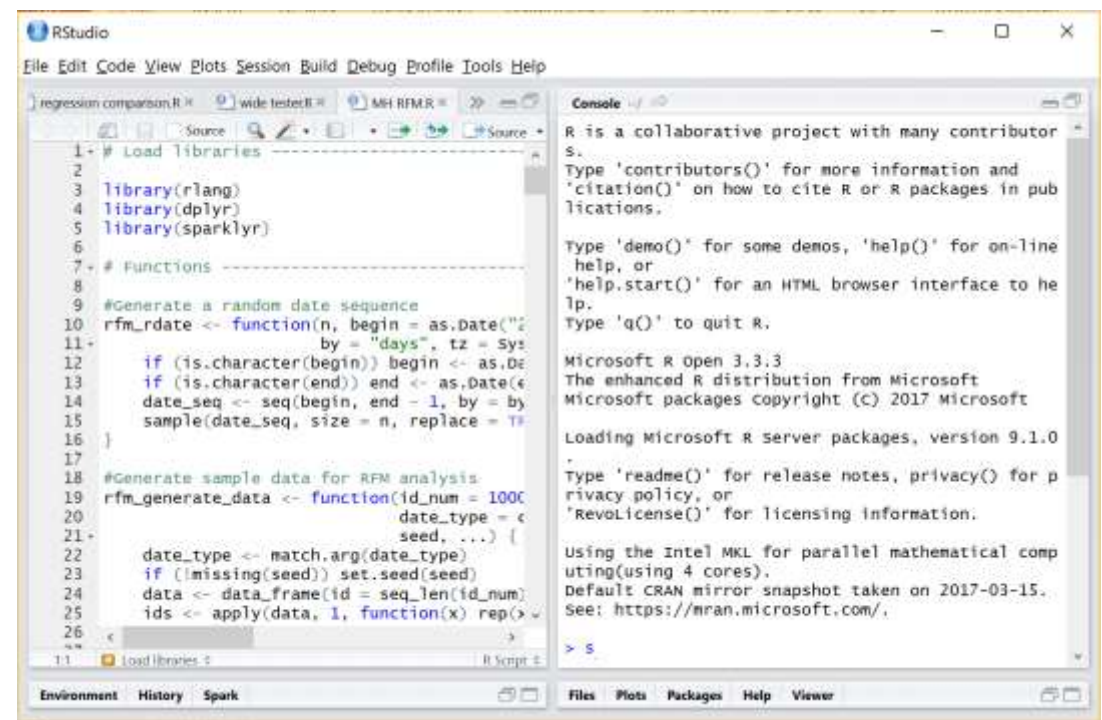 RStudio
File Edit Code View Plots Session Build Debug Profile Tools Help
regression comparison.R × wide tester.R × MH RFM.R ×
Source Source
1 # Load libraries ----------------------------
2
3 library(rlang)
4 library(dplyr)
5 library(sparklyr)
6
7 # Functions ---------------------------------
8
9 #Generate a random date sequence
10 rfm_rdate <- function(n, begin = as.Date("2
11 by = "days", tz = Sys
12 if (is.character(begin)) begin <- as.Da
13 if (is.character(end)) end <- as.Date(e
14 date_seq <- seq(begin, end - 1, by = by
15 sample(date_seq, size = n, replace = TR
16 }
17
18 #Generate sample data for RFM analysis
19 rfm_generate_data <- function(id_num = 1000
20 date_type = c
21 seed, ...) {
22 date_type <- match.arg(date_type)
23 if (!missing(seed)) set.seed(seed)
24 data <- data_frame(id = seq_len(id_num)
25 ids <- apply(data, 1, function(x) rep(x
26
1:1 Load libraries R Script
Environment History Spark
Console ~/
R is a collaborative project with many contributor
s.
Type 'contributors()' for more information and
'citation()' on how to cite R or R packages in pub
lications.
Type 'demo()' for some demos, 'help()' for on-line
help, or
'help.start()' for an HTML browser interface to he
lp.
Type 'q()' to quit R.
Microsoft R Open 3.3.3
The enhanced R distribution from Microsoft
Microsoft packages Copyright (C) 2017 Microsoft
Loading Microsoft R Server packages, version 9.1.0
.
Type 'readme()' for release notes, privacy() for p
rivacy policy, or
'RevoLicense()' for licensing information.
Using the Intel MKL for parallel mathematical comp
uting(using 4 cores).
Default CRAN mirror snapshot taken on 2017-03-15.
See: https://mran.microsoft.com/.
> S
Files Plots Packages Help Viewer